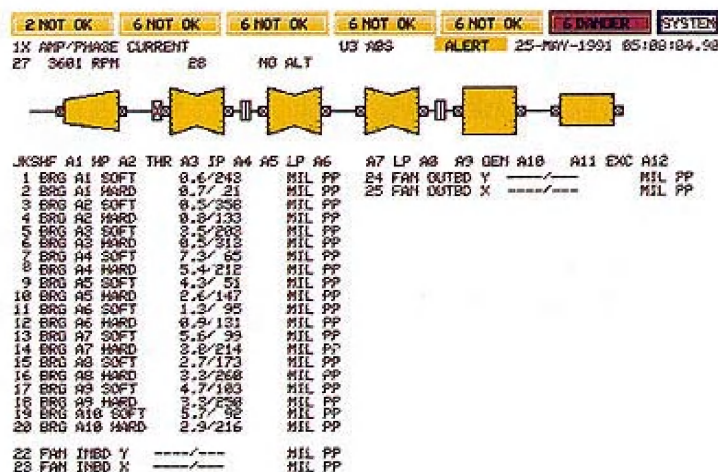 2 NOT OK 6 NOT OK 6 NOT OK 6 NOT OK 6 NOT OK 6 DANGER SYSTEM
1X AMP/PHASE CURRENT U3 ABS ALERT 25-MAY-1991 05:08:04.90
27 3601 RPM 28 NO ALT
JKSHF A1 HP A2 THR A3 IP A4 A5 LP A6 A7 LP A8 A9 GEN A10 A11 EXC A12
1 BRG A1 SOFT 0.6/243 MIL PP 24 FAN OUTBD Y ----/--- MIL PP
2 BRG A1 HARD 0.7/ 21 MIL PP 25 FAN OUTBD X ----/--- MIL PP
3 BRG A2 SOFT 0.5/358 MIL PP
4 BRG A2 HARD 0.8/133 MIL PP
5 BRG A3 SOFT 3.5/203 MIL PP
6 BRG A3 HARD 0.5/313 MIL PP
7 BRG A4 SOFT 7.3/ 65 MIL PP
8 BRG A4 HARD 5.4/212 MIL PP
9 BRG A5 SOFT 4.3/ 51 MIL PP
10 BRG A5 HARD 2.6/147 MIL PP
11 BRG A6 SOFT 1.3/ 95 MIL PP
12 BRG A6 HARD 0.9/131 MIL PP
13 BRG A7 SOFT 5.6/ 99 MIL PP
14 BRG A7 HARD 3.8/214 MIL PP
15 BRG A8 SOFT 2.7/173 MIL PP
16 BRG A8 HARD 3.3/260 MIL PP
17 BRG A9 SOFT 4.7/103 MIL PP
18 BRG A9 HARD 3.3/230 MIL PP
19 BRG A10 SOFT 5.7/ 92 MIL PP
20 BRG A10 HARD 2.9/216 MIL PP
22 FAN INBD Y ----/--- MIL PP
23 FAN INBD X ----/--- MIL PP